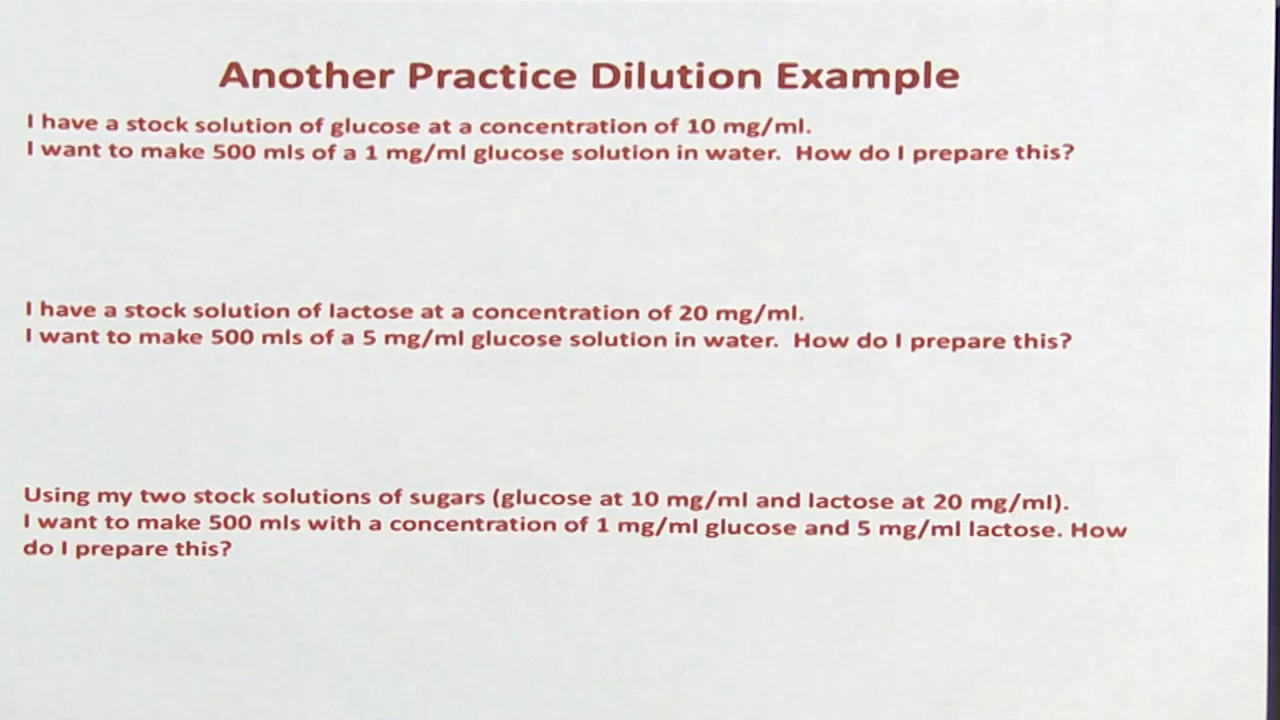 Another Practice Dilution Example
I have a stock solution of glucose at a concentration of 10 mg/ml.
I want to make 500 mls of a 1 mg/ml glucose solution in water. How do I prepare this?
I have a stock solution of lactose at a concentration of 20 mg/ml.
I want to make 500 mls of a 5 mg/ml glucose solution in water. How do I prepare this?
Using my two stock solutions of sugars (glucose at 10 mg/ml and lactose at 20 mg/ml).
I want to make 500 mls with a concentration of 1 mg/ml glucose and 5 mg/ml lactose. How
do I prepare this?